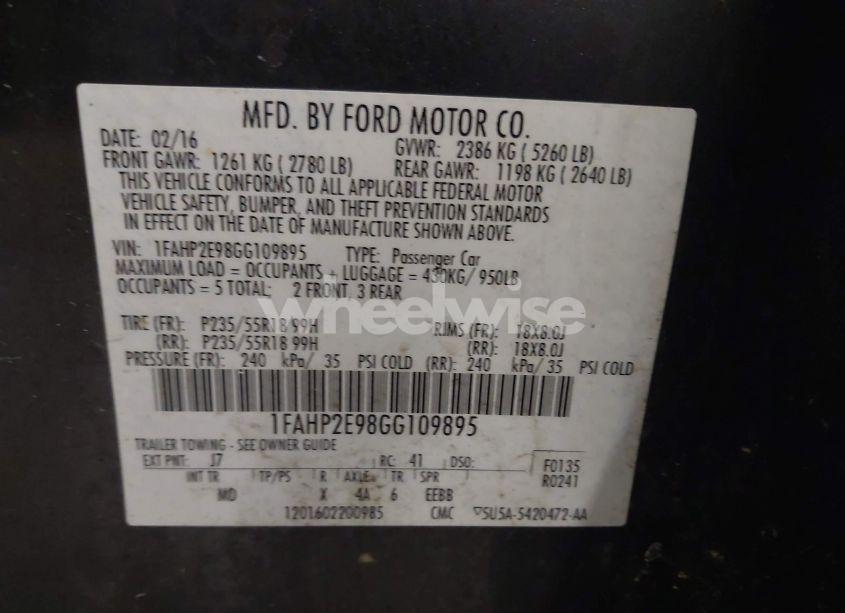 MFD. BY FORD MOTOR CO.
DATE: 02/16 GVWR: 2386 KG ( 5260 LB)
FRONT GAWR: 1261 KG ( 2780 LB) REAR GAWR: 1198 KG ( 2640 LB)
THIS VEHICLE CONFORMS TO ALL APPLICABLE FEDERAL MOTOR
VEHICLE SAFETY, BUMPER, AND THEFT PREVENTION STANDARDS
IN EFFECT ON THE DATE OF MANUFACTURE SHOWN ABOVE.
VIN: 1FAHP2E98GG109895 TYPE: Passenger Car
MAXIMUM LOAD = OCCUPANTS + LUGGAGE = 430KG/ 950LB
OCCUPANTS = 5 TOTAL: 2 FRONT, 3 REAR
wheelwise
TIRE (FR): P235/55R18 99H RIMS (FR): 18X8.0J
(RR): P235/55R18 99H (RR): 18X8.0J
PRESSURE (FR): 240 kPa/ 35 PSI COLD (RR): 240 kPa/ 35 PSI COLD
1FAHP2E98GG109895
TRAILER TOWING - SEE OWNER GUIDE
EXT PNT: J7 RC: 41 DSO: F0135
R0241
INT TR TP/PS R AXLE TR SPR
MD X 4A 6 EEBB
1201602200985 CMC ▽5U5A-5420472-AA